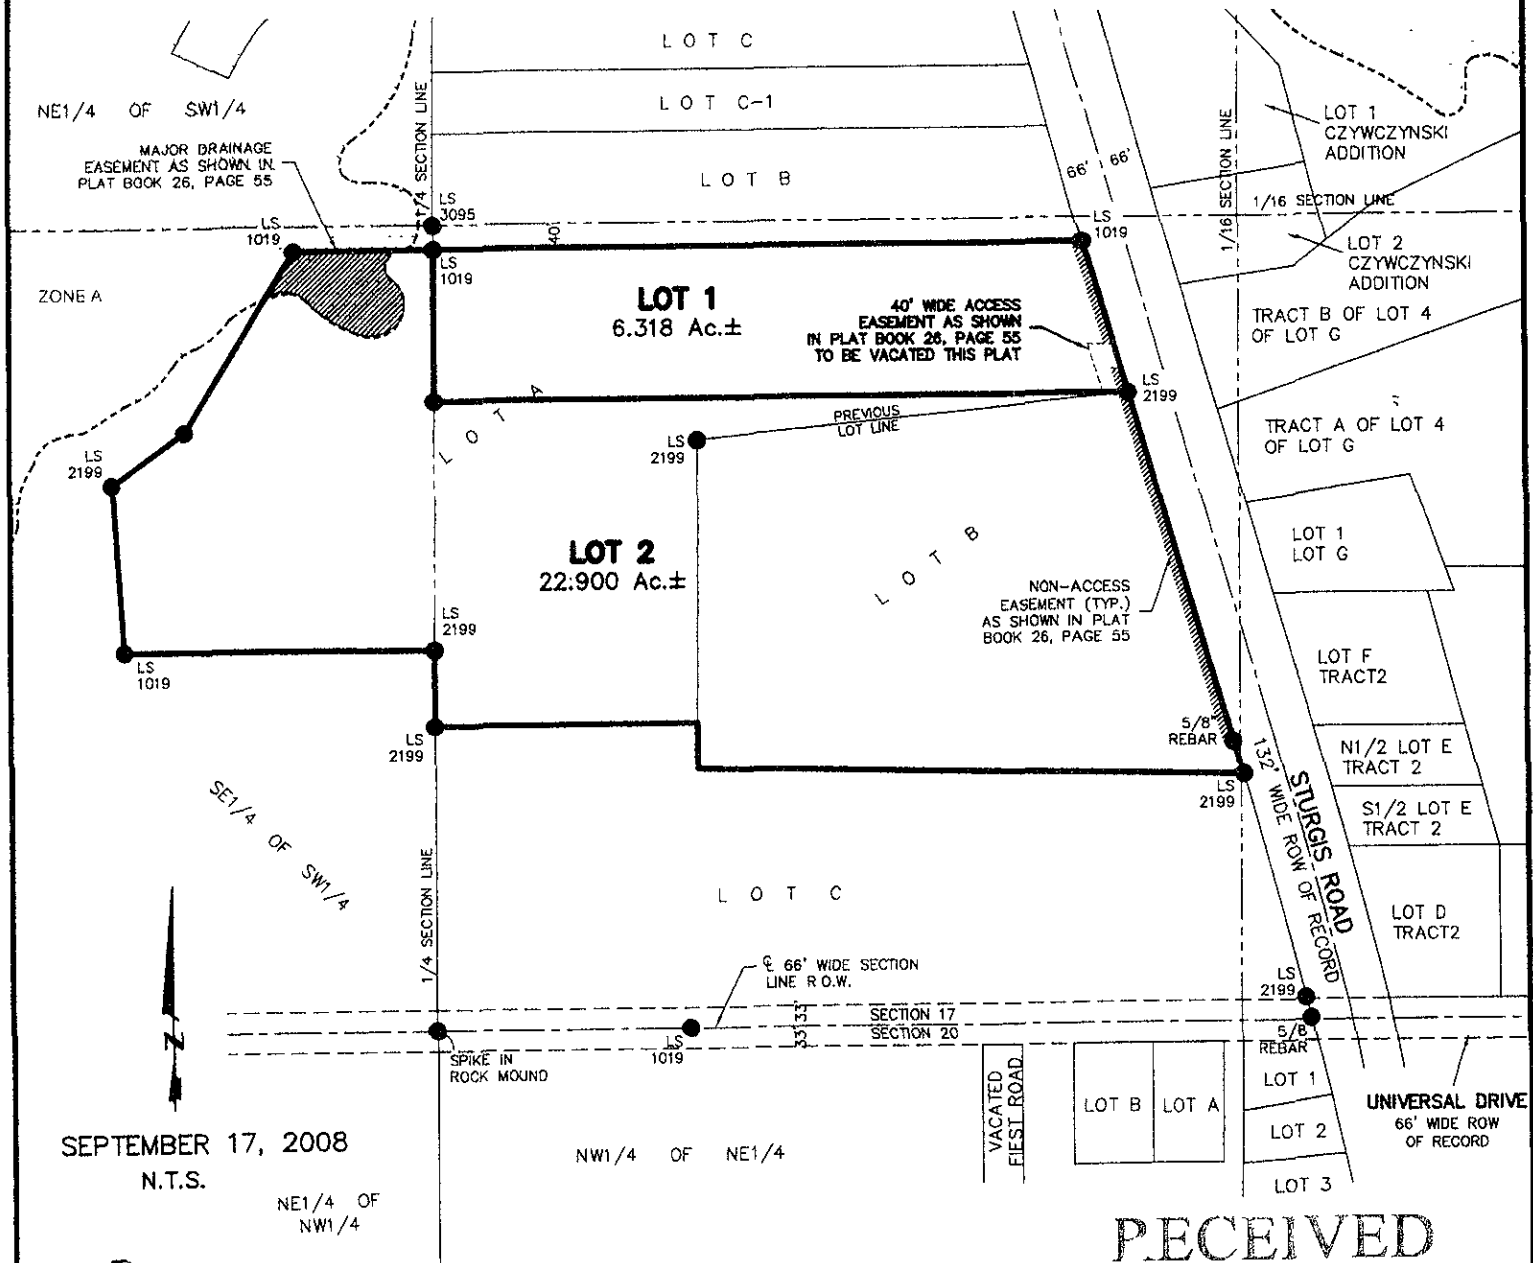 LOT C
NE1/4 OF SW1/4
LOT C-1
LOT 1
CZYWCZYNSKI
ADDITION
MAJOR DRAINAGE
EASEMENT AS SHOWN IN
PLAT BOOK 26, PAGE 55
1/4 SECTION LINE
66' 66'
1/16 SECTION LINE
LOT B
LS
3095
1/16 SECTION LINE
LS
1019
40'
LS
1019
LOT 2
CZYWCZYNSKI
ADDITION
LS
1019
ZONE A
LOT 1
6.318 Ac.±
40' WIDE ACCESS
EASEMENT AS SHOWN
IN PLAT BOOK 26, PAGE 55
TO BE VACATED THIS PLAT
TRACT B OF LOT 4
OF LOT G
LOT A
LS
2199
PREVIOUS
LOT LINE
LS
2199
TRACT A OF LOT 4
OF LOT G
LS
2199
LOT 2
22.900 Ac.±
LOT B
LOT 1
LOT G
NON-ACCESS
EASEMENT (TYP.)
AS SHOWN IN PLAT
BOOK 26, PAGE 55
LS
2199
LS
1019
LOT F
TRACT2
LS
2199
5/8"
REBAR
N1/2 LOT E
TRACT 2
LS
2199
S1/2 LOT E
TRACT 2
132' WIDE ROW OF RECORD
STURGIS ROAD
SE1/4 OF SW1/4
1/4 SECTION LINE
LOT C
LOT D
TRACT2
℄ 66' WIDE SECTION
LINE R.O.W.
LS
2199
33' 33'
SECTION 17
SECTION 20
LS
1019
5/8
REBAR
SPIKE IN
ROCK MOUND
Z
VACATED
FIEST ROAD
LOT B
LOT A
LOT 1
LOT 2
LOT 3
UNIVERSAL DRIVE
66' WIDE ROW
OF RECORD
SEPTEMBER 17, 2008
N.T.S.
NW1/4 OF NE1/4
NE1/4 OF
NW1/4
RECEIVED